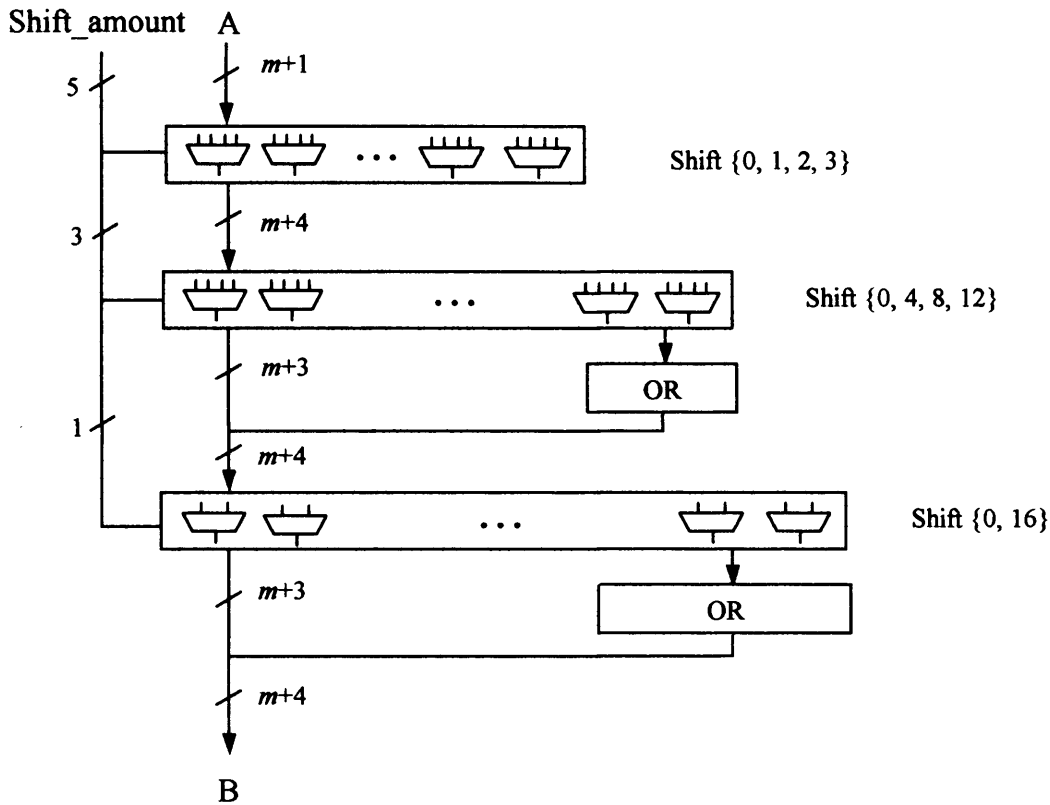 Shift_amount
A
5
m+1
Shift {0, 1, 2, 3}
3
m+4
Shift {0, 4, 8, 12}
m+3
OR
1
m+4
Shift {0, 16}
m+3
OR
m+4
B